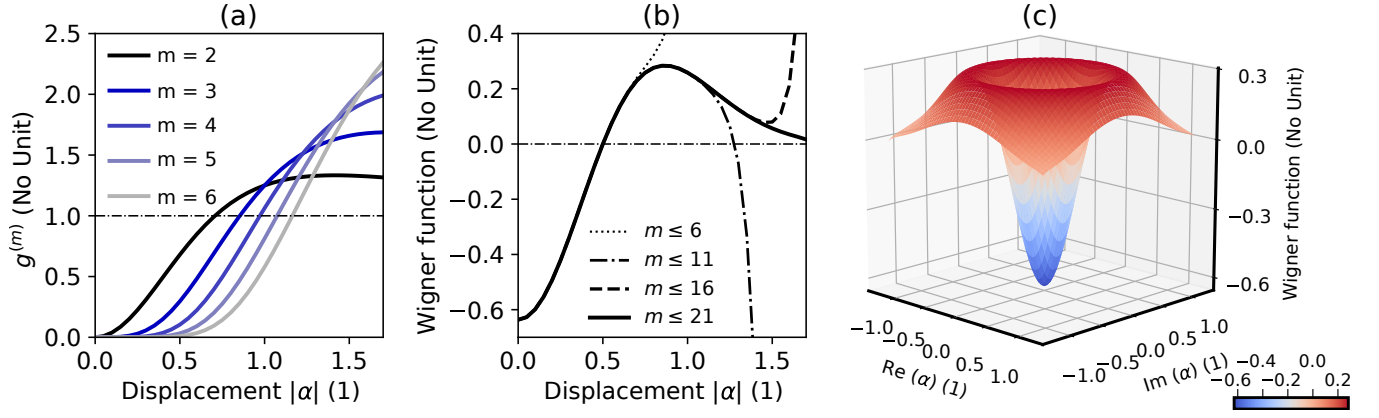 (a)
2.5
2.0
1.5
1.0
0.5
0.0
g^(m) (No Unit)
m = 2
m = 3
m = 4
m = 5
m = 6
0.0 0.5 1.0 1.5
Displacement |α| (1)
(b)
0.4
0.2
0.0
−0.2
−0.4
−0.6
Wigner function (No Unit)
m ≤ 6
m ≤ 11
m ≤ 16
m ≤ 21
0.0 0.5 1.0 1.5
Displacement |α| (1)
(c)
0.3
0.0
−0.3
−0.6
Wigner function (No Unit)
−1.0
−0.5
0.0
0.5
1.0
Re (α) (1)
−1.0
−0.5
0.0
0.5
1.0
Im (α) (1)
−0.4 0.0
−0.6 −0.2 0.2